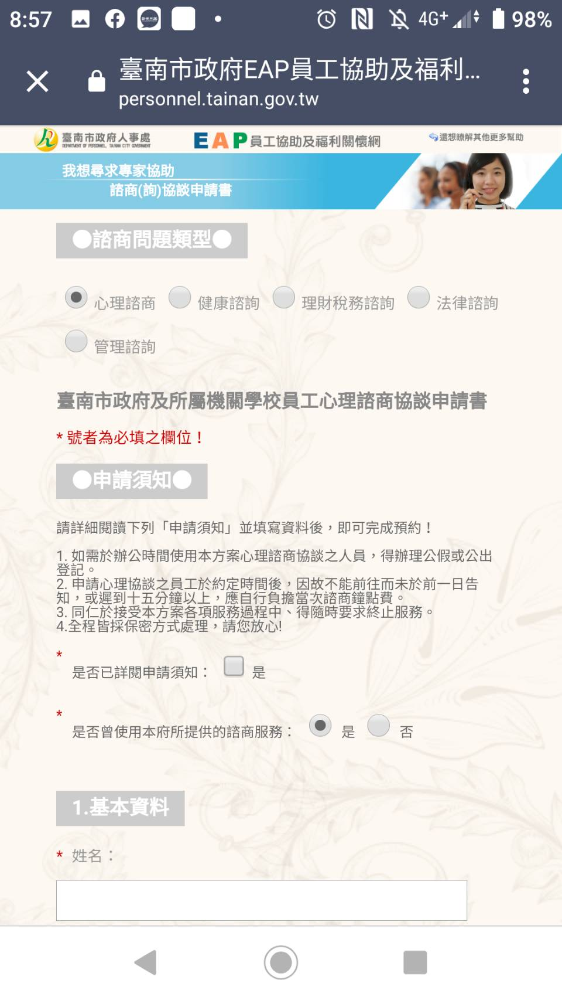 8:57
4G+
98%
臺南市政府EAP員工協助及福利...
personnel.tainan.gov.tw
臺南市政府人事處
DEPARTMENT OF PERSONNEL, TAINAN CITY GOVERNMENT
EAP員工協助及福利關懷網
還想瞭解其他更多幫助
我想尋求專家協助
諮商(詢)協談申請書
●諮商問題類型●
心理諮商 健康諮詢 理財稅務諮詢 法律諮詢
管理諮詢
臺南市政府及所屬機關學校員工心理諮商協談申請書
* 號者為必填之欄位！
●申請須知●
請詳細閱讀下列「申請須知」並填寫資料後，即可完成預約！
1. 如需於辦公時間使用本方案心理諮商協談之人員，得辦理公假或公出
登記。
2. 申請心理協談之員工於約定時間後，因故不能前往而未於前一日告
知，或遲到十五分鐘以上，應自行負擔當次諮商鐘點費。
3. 同仁於接受本方案各項服務過程中、得隨時要求終止服務。
4.全程皆採保密方式處理，請您放心!
*
是否已詳閱申請須知： 是
*
是否曾使用本府所提供的諮商服務： 是 否
1.基本資料
* 姓名：